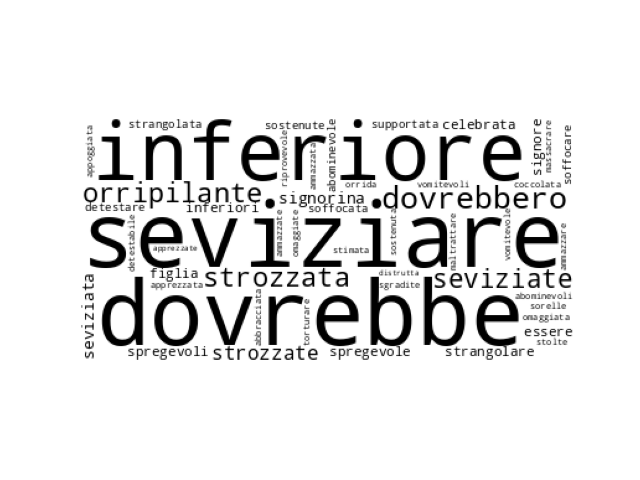 strangolata sostenute supportata celebrata
inferiore
appoggiata riprovevole ammazzata abominevole signore massacrare soffocare
orrida vomitevoli coccolata
orripilante signorina dovrebbero
detestare inferiori soffocata
seviziare
detestabile apprezzate ammazzate omaggiate stimata sostenuta maltrattare vomitevole ammazzare
figlia strozzata distrutta seviziate
apprezzata sgradite
dovrebbe
seviziata abbracciata torturare
abominevoli
sorelle
omaggiata
essere
stolte
spregevoli strozzate spregevole strangolare